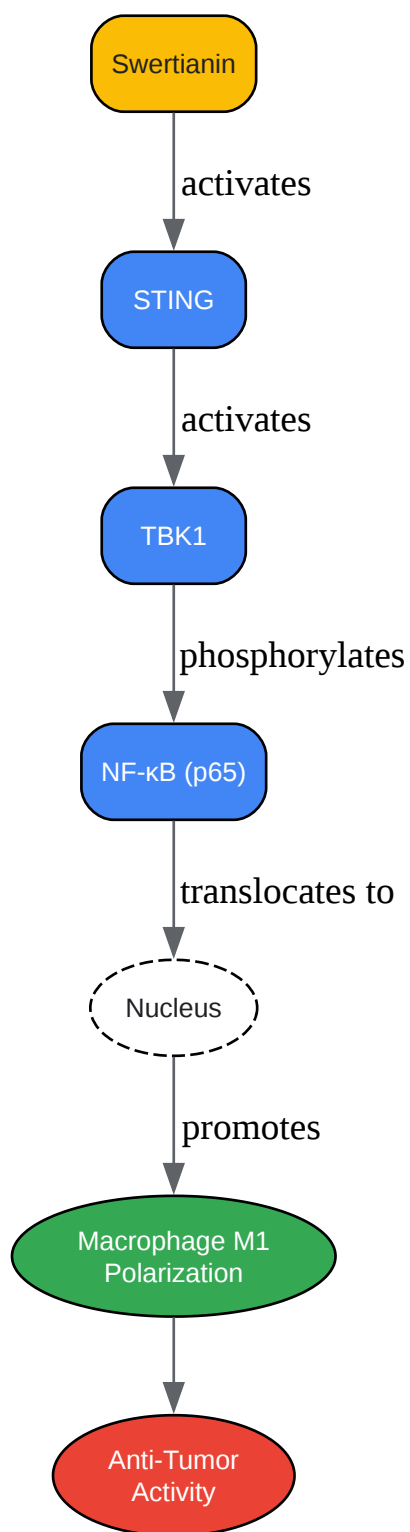 Swertianin
activates
STING
activates
TBK1
phosphorylates
NF-κB (p65)
translocates to
Nucleus
promotes
Macrophage M1
Polarization
Anti-Tumor
Activity